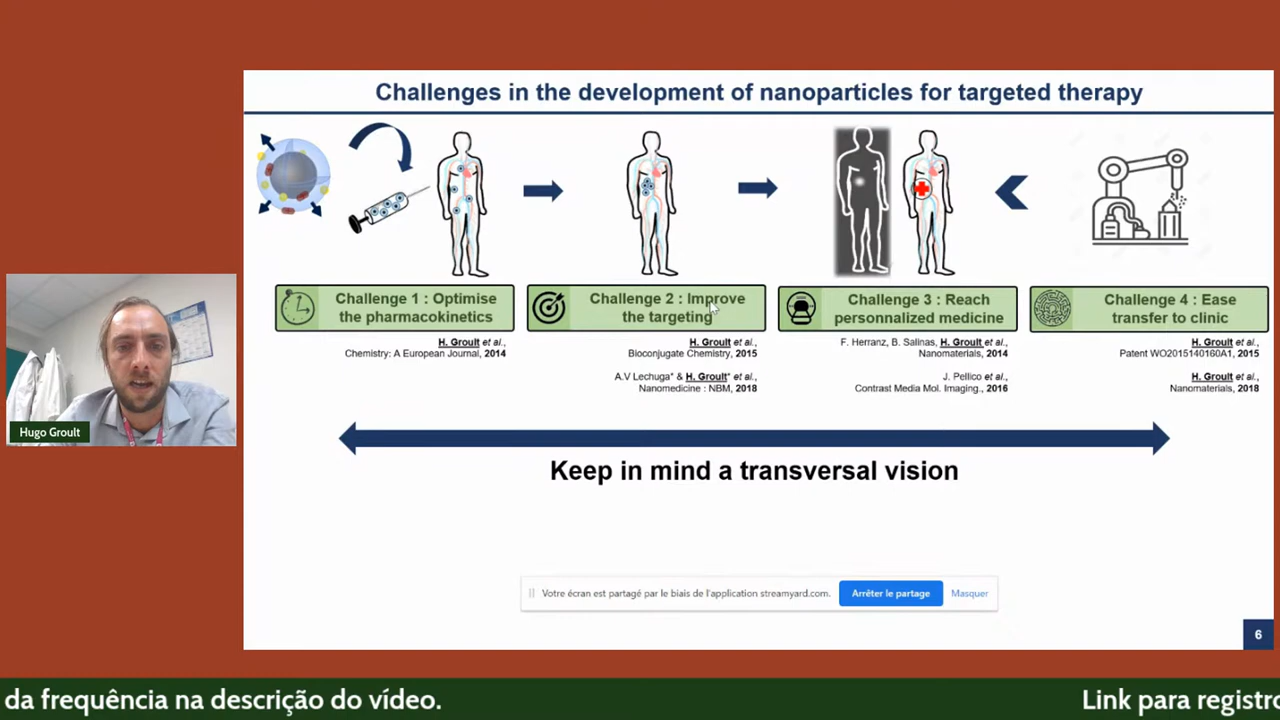 Challenges in the development of nanoparticles for targeted therapy
Challenge 1 : Optimise
the pharmacokinetics
H. Groult et al.,
Chemistry: A European Journal, 2014
Challenge 2 : Improve
the targeting
H. Groult et al.,
Bioconjugate Chemistry, 2015
A.V Lechuga* & H. Groult* et al.,
Nanomedicine : NBM, 2018
Challenge 3 : Reach
personnalized medicine
F. Herranz, B. Salinas, H. Groult et al.,
Nanomaterials, 2014
J. Pellico et al.,
Contrast Media Mol. Imaging., 2016
Challenge 4 : Ease
transfer to clinic
H. Groult et al.,
Patent WO2015140160A1, 2015
H. Groult et al.,
Nanomaterials, 2018
Keep in mind a transversal vision
Hugo Groult
Votre écran est partagé par le biais de l'application streamyard.com.
Arrêter le partage
Masquer
6
da frequência na descrição do vídeo.
Link para registro